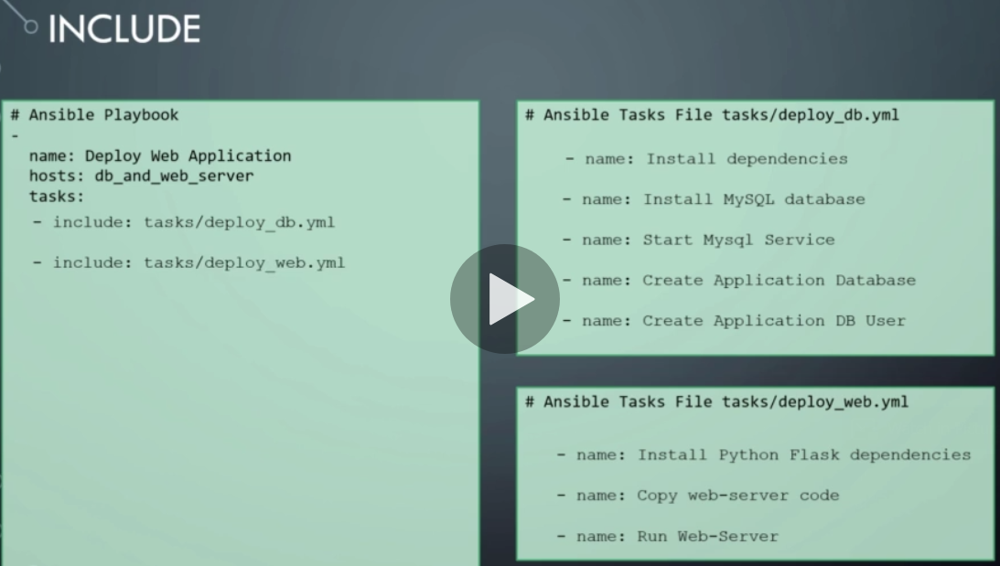 INCLUDE
# Ansible Playbook
-
name: Deploy Web Application
hosts: db_and_web_server
tasks:
- include: tasks/deploy_db.yml
- include: tasks/deploy_web.yml
# Ansible Tasks File tasks/deploy_db.yml
- name: Install dependencies
- name: Install MySQL database
- name: Start Mysql Service
- name: Create Application Database
- name: Create Application DB User
# Ansible Tasks File tasks/deploy_web.yml
- name: Install Python Flask dependencies
- name: Copy web-server code
- name: Run Web-Server